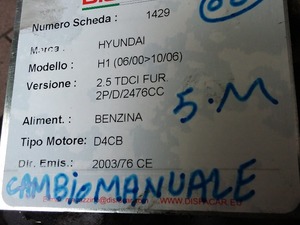 Numero Scheda : 1429
Marca : HYUNDAI
Modello : H1 (06/00>10/06)
Versione : 2.5 TDCI FUR.
2P/D/2476CC
5.M
Aliment. : BENZINA
Tipo Motore: D4CB
Dir. Emis.: 2003/76 CE
CAMBIO MANUALE
WWW.DISPACAR.EU